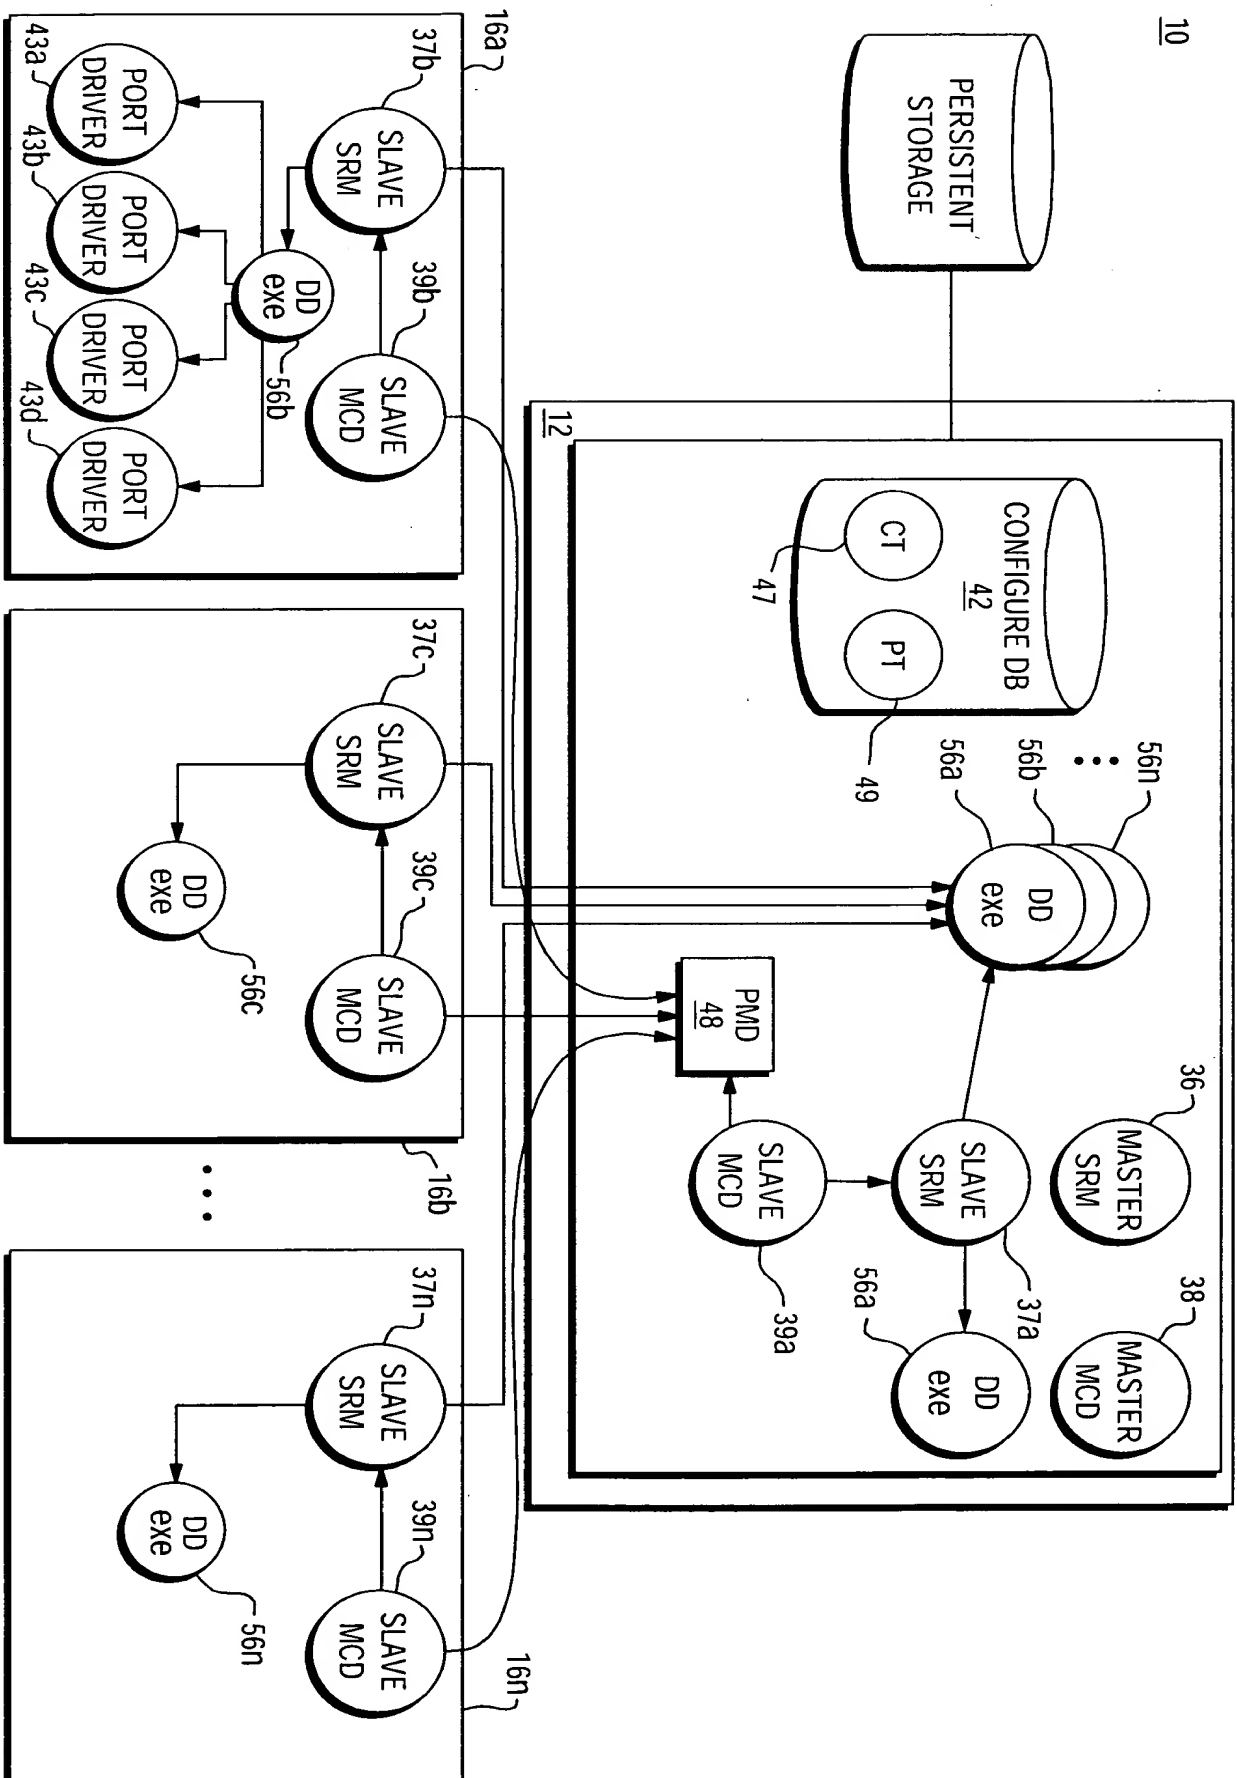 10
PERSISTENT
STORAGE
12
CONFIGURE DB
42
CT
47
PT
49
56n
56b
56a
DD
exe
PMD
48
36
MASTER
SRM
38
MASTER
MCD
SLAVE
SRM
37a
SLAVE
MCD
39a
56a
DD
exe
16a
37b
SLAVE
SRM
39b
SLAVE
MCD
DD
exe
56b
PORT
DRIVER
43a
PORT
DRIVER
43b
PORT
DRIVER
43c
PORT
DRIVER
43d
16b
37c
SLAVE
SRM
39c
SLAVE
MCD
DD
exe
56c
16n
37n
SLAVE
SRM
39n
SLAVE
MCD
DD
exe
56n